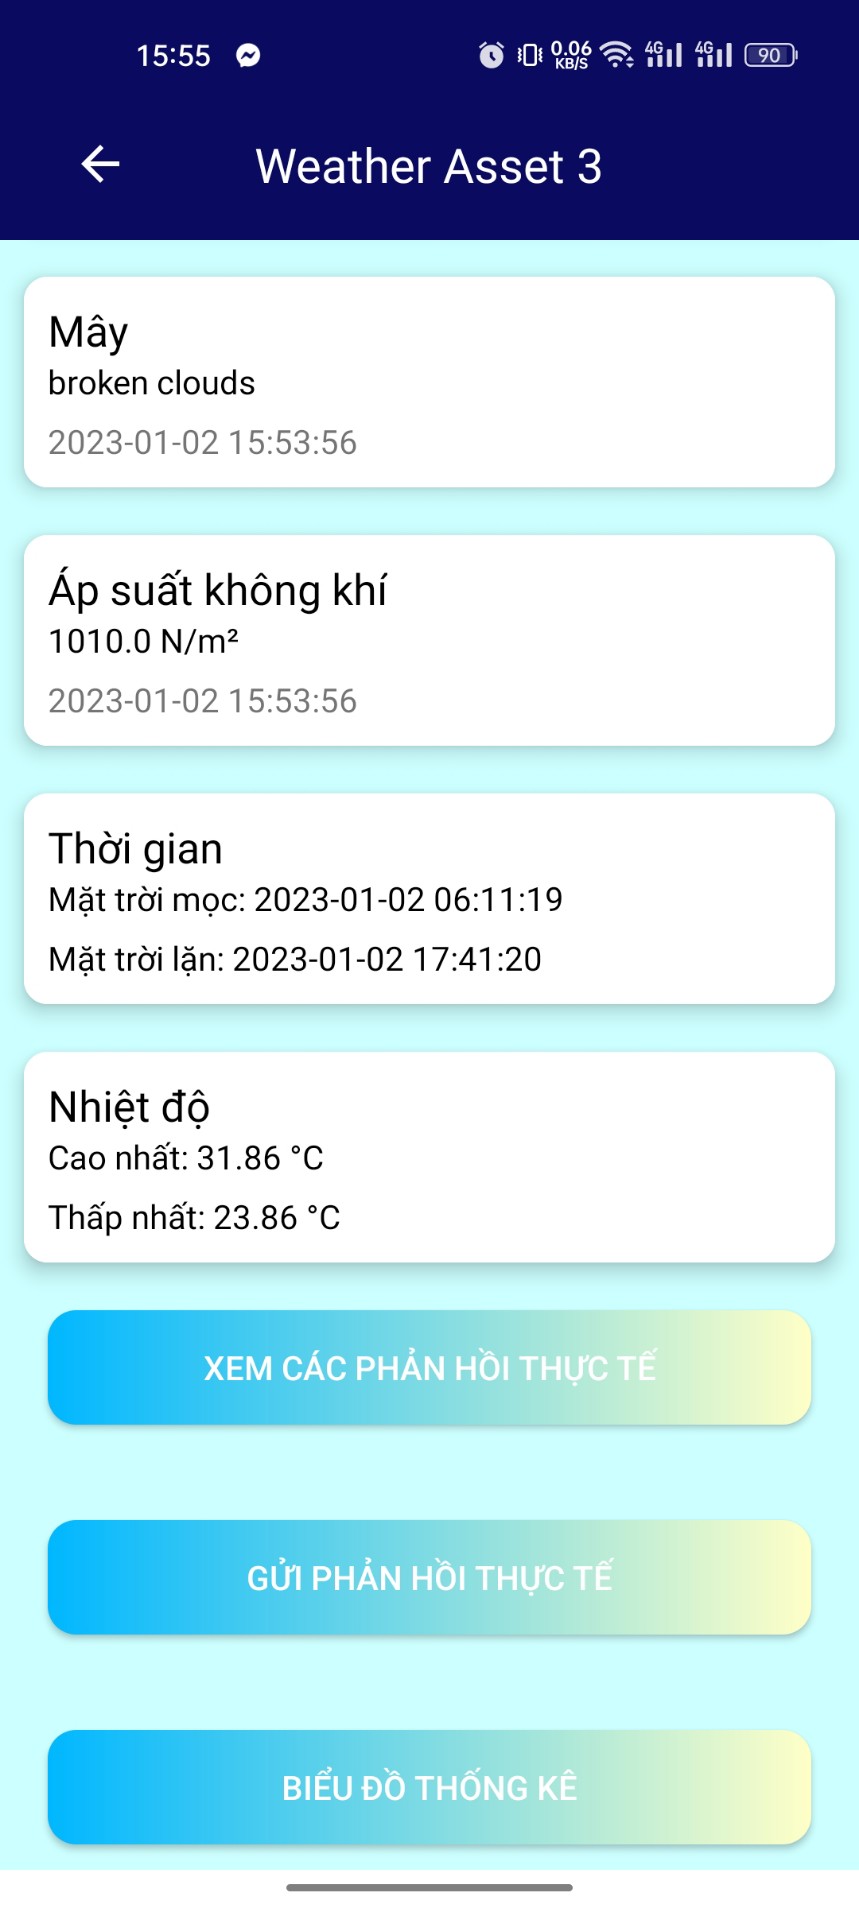 15:55 0.06 KB/S 4G 4G 90
Weather Asset 3
Mây
broken clouds
2023-01-02 15:53:56
Áp suất không khí
1010.0 N/m²
2023-01-02 15:53:56
Thời gian
Mặt trời mọc: 2023-01-02 06:11:19
Mặt trời lặn: 2023-01-02 17:41:20
Nhiệt độ
Cao nhất: 31.86 °C
Thấp nhất: 23.86 °C
XEM CÁC PHẢN HỒI THỰC TẾ
GỬI PHẢN HỒI THỰC TẾ
BIỂU ĐỒ THỐNG KÊ